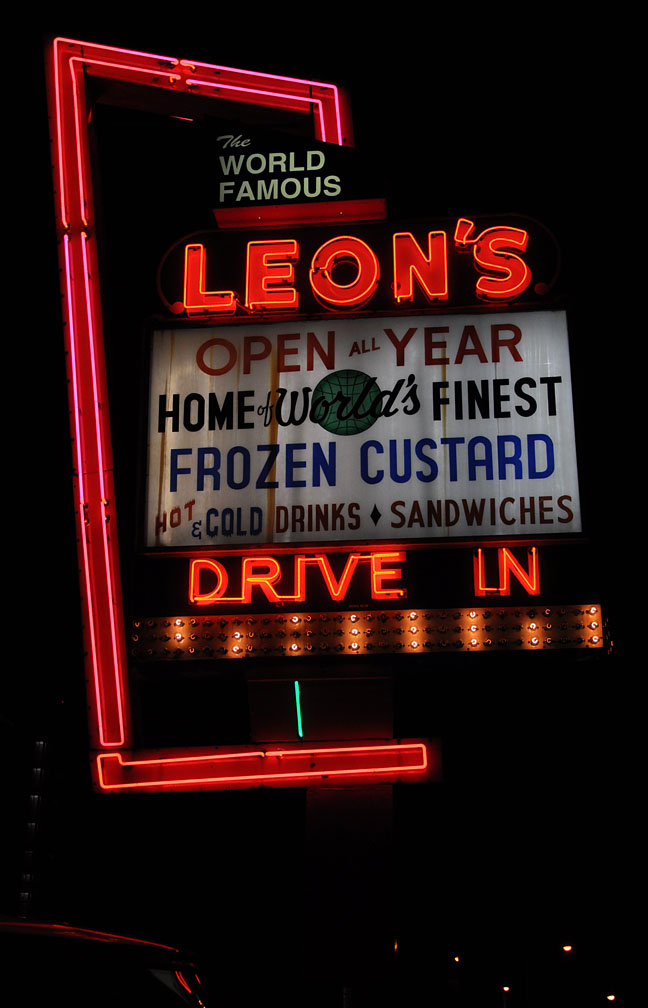 The
WORLD
FAMOUS
LEON'S
OPEN ALL YEAR
HOME of World's FINEST
FROZEN CUSTARD
HOT & COLD DRINKS ♦ SANDWICHES
DRIVE IN